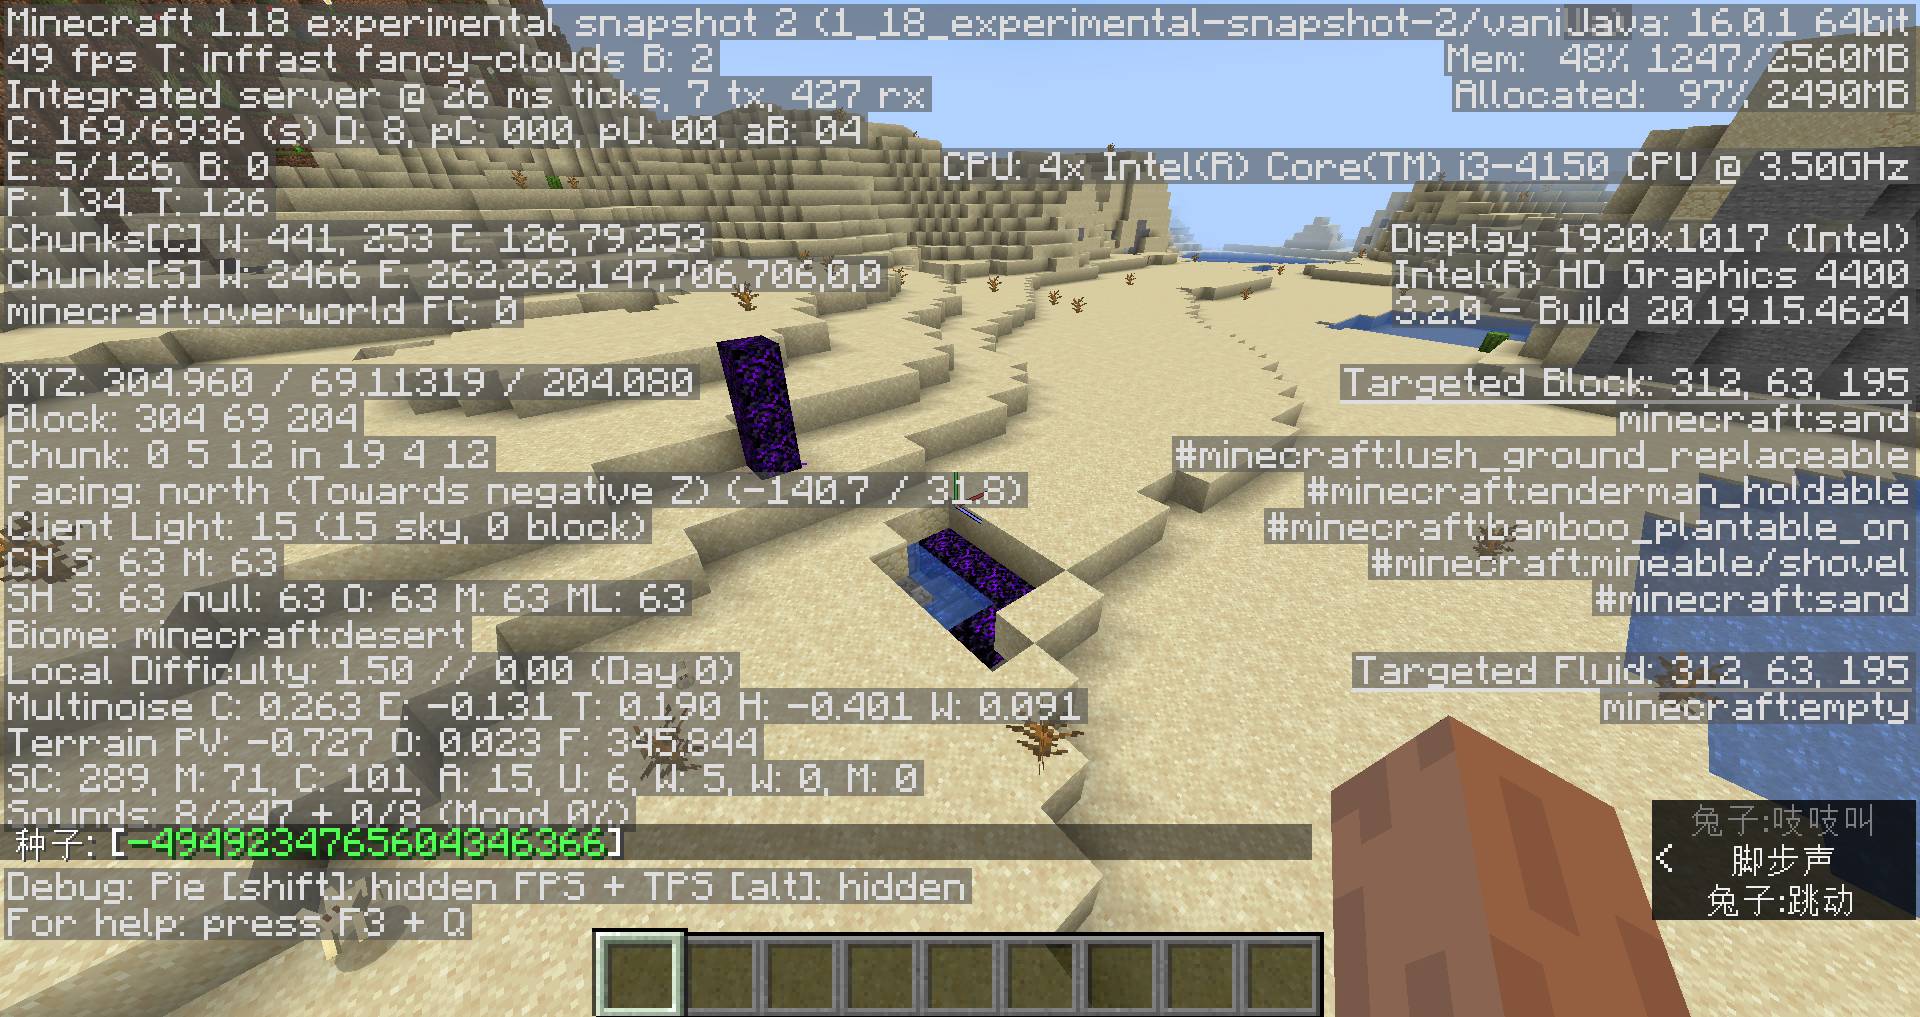 Minecraft 1.18 experimental snapshot 2 (1_18_experimental-snapshot-2/vani
Java: 16.0.1 64bit
49 fps T: inffast fancy-clouds B: 2
Mem: 48% 1247/2560MB
Integrated server @ 26 ms ticks, 7 tx, 427 rx
Allocated: 97% 2490MB
C: 169/6936 (s) D: 8, pC: 000, pU: 00, aB: 04
E: 5/126, B: 0
CPU: 4x Intel(R) Core(TM) i3-4150 CPU @ 3.50GHz
P: 134. T: 126
Chunks[C] W: 441, 253 E: 126,79,253
Display: 1920x1017 (Intel)
Chunks[S] W: 2466 E: 262,262,147,706,706,0,0
Intel(R) HD Graphics 4400
minecraft:overworld FC: 0
3.2.0 - Build 20.19.15.4624
XYZ: 304.960 / 69.11319 / 204.080
Targeted Block: 312, 63, 195
Block: 304 69 204
minecraft:sand
Chunk: 0 5 12 in 19 4 12
#minecraft:lush_ground_replaceable
Facing: north (Towards negative Z) (-140.7 / 31.8)
#minecraft:enderman_holdable
Client Light: 15 (15 sky, 0 block)
#minecraft:bamboo_plantable_on
CH S: 63 M: 63
#minecraft:mineable/shovel
SH S: 63 null: 63 O: 63 M: 63 ML: 63
#minecraft:sand
Biome: minecraft:desert
Local Difficulty: 1.50 // 0.00 (Day 0)
Targeted Fluid: 312, 63, 195
Multinoise C: 0.263 E: -0.131 T: 0.190 H: -0.401 W: 0.091
minecraft:empty
Terrain PV: -0.727 O: 0.023 F: 345.844
SC: 289, M: 71, C: 101, A: 15, U: 6, W: 5, W: 0, M: 0
Sounds: 8/247 + 0/8 (Mood 0%)
种子: [-4949234765604346366]
Debug: Pie [shift]: hidden FPS + TPS [alt]: hidden
For help: press F3 + Q
兔子:吱吱叫
< 脚步声
兔子:跳动